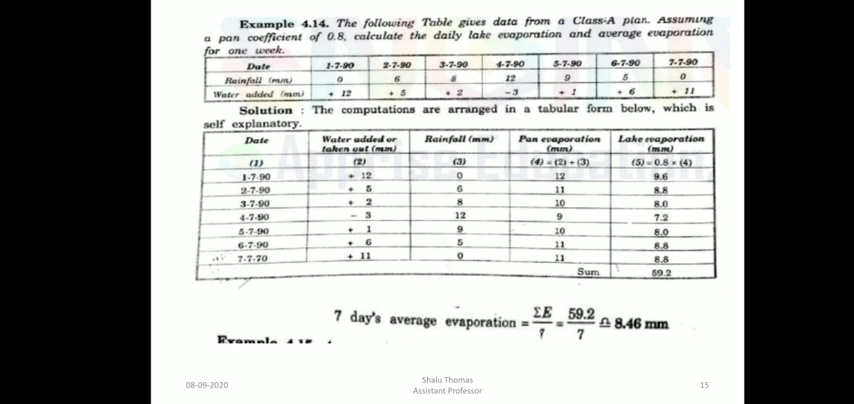 Example 4.14. The following Table gives data from a Class-A plan. Assuming
a pan coefficient of 0.8, calculate the daily lake evaporation and average evaporation
for one week.
Date 1-7-90 2-7-90 3-7-90 4-7-90 5-7-90 6-7-90 7-7-90
Rainfall (mm) 0 6 8 12 9 5 0
Water added (mm) + 12 + 5 + 2 - 3 + 1 + 6 + 11
Solution : The computations are arranged in a tabular form below, which is
self explanatory.
Date Water added or taken out (mm) Rainfall (mm) Pan evaporation (mm) Lake evaporation (mm)
(1) (2) (3) (4) = (2) + (3) (5) = 0.8 × (4)
1-7-90 + 12 0 12 9.6
2-7-90 + 5 6 11 8.8
3-7-90 + 2 8 10 8.0
4-7-90 - 3 12 9 7.2
5-7-90 + 1 9 10 8.0
6-7-90 + 6 5 11 8.8
7-7-70 + 11 0 11 8.8
Sum 59.2
7 day's average evaporation = ΣE/7 = 59.2/7 ≏ 8.46 mm
08-09-2020
Shalu Thomas
Assistant Professor
15